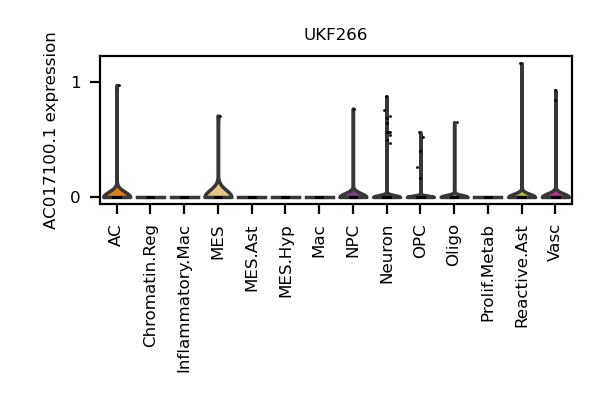 UKF266
AC017100.1 expression
1
0
AC
Chromatin.Reg
Inflammatory.Mac
MES
MES.Ast
MES.Hyp
Mac
NPC
Neuron
OPC
Oligo
Prolif.Metab
Reactive.Ast
Vasc